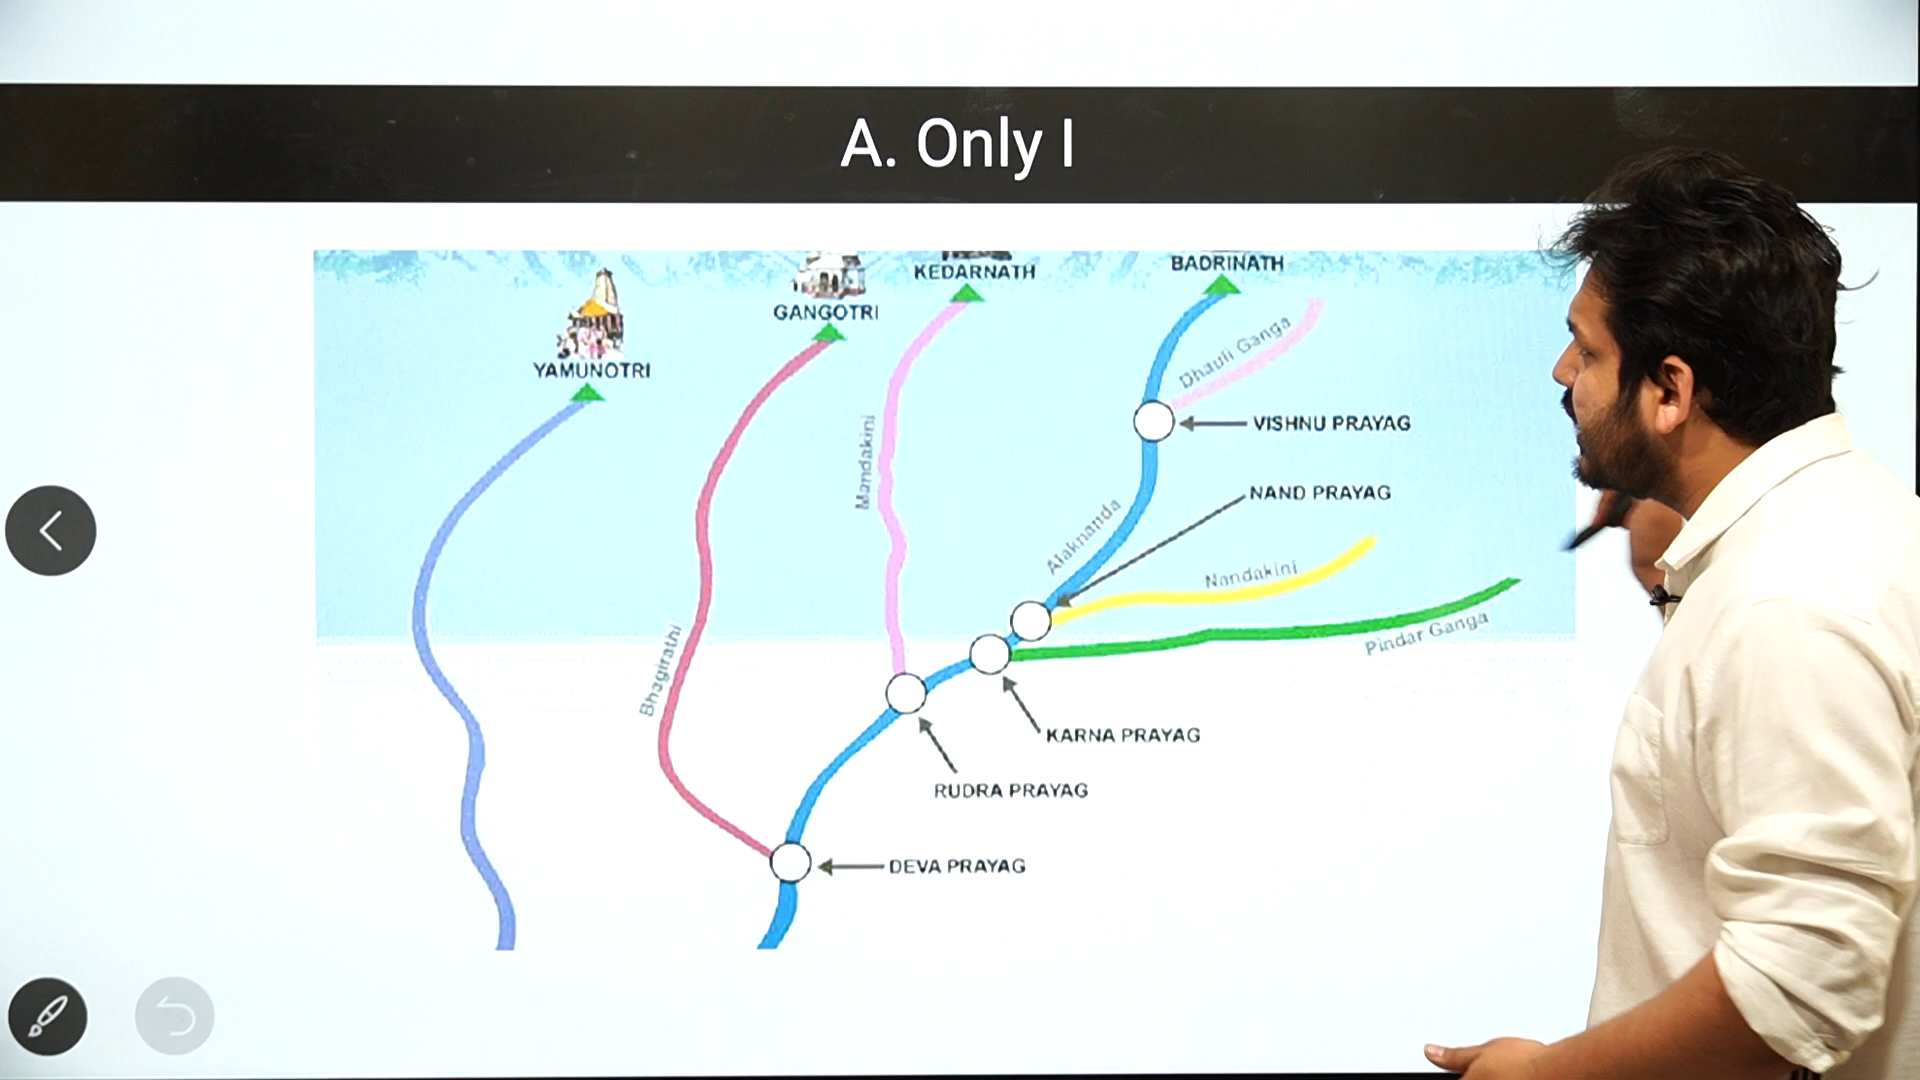 A. Only I
KEDARNATH
BADRINATH
GANGOTRI
YAMUNOTRI
Dhauli Ganga
Mandakini
VISHNU PRAYAG
NAND PRAYAG
Alaknanda
Nandakini
Pindar Ganga
Bhagirathi
KARNA PRAYAG
RUDRA PRAYAG
DEVA PRAYAG